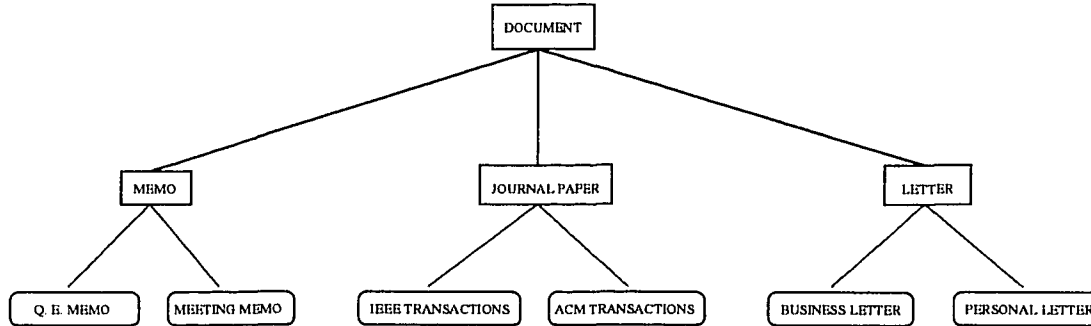 DOCUMENT
MEMO
JOURNAL PAPER
LETTER
Q. E. MEMO
MEETING MEMO
IEEE TRANSACTIONS
ACM TRANSACTIONS
BUSINESS LETTER
PERSONAL LETTER